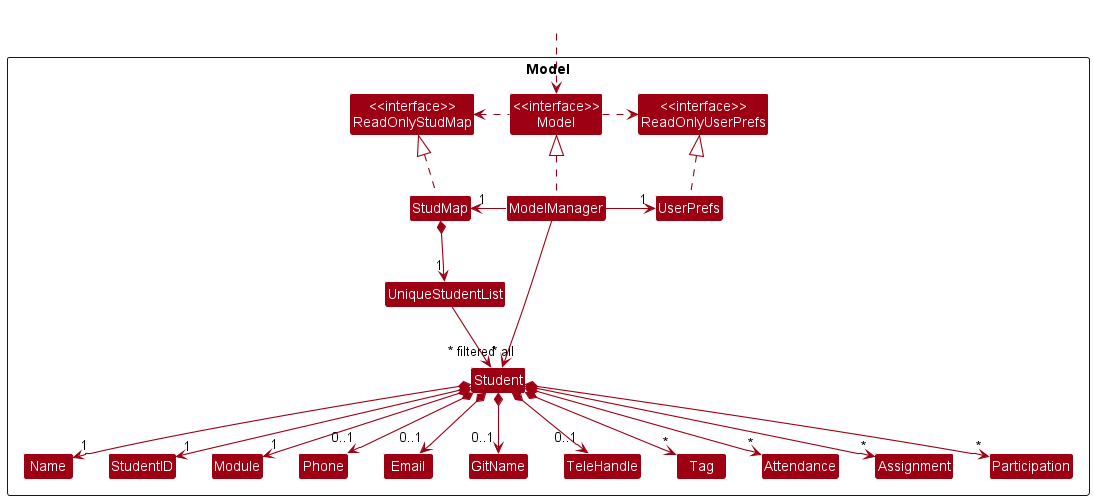 Model
<<interface>>
ReadOnlyStudMap
<<interface>>
Model
<<interface>>
ReadOnlyUserPrefs
StudMap
1
ModelManager
1
UserPrefs
1
UniqueStudentList
* filtered
* all
Student
1
1
1
0..1
0..1
0..1
0..1
*
*
*
*
Name
StudentID
Module
Phone
Email
GitName
TeleHandle
Tag
Attendance
Assignment
Participation